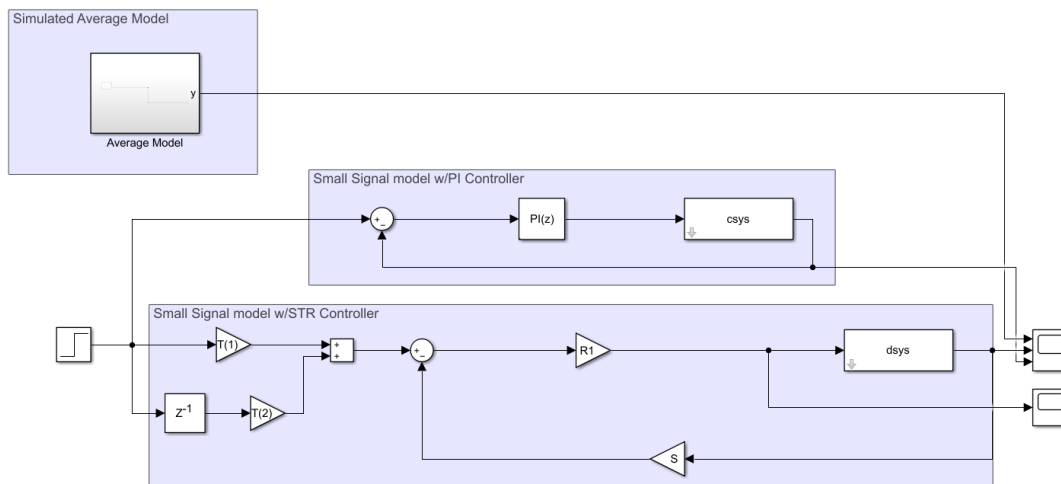 Simulated Average Model
y
Average Model
Small Signal model w/PI Controller
+
−
PI(z)
csys
Small Signal model w/STR Controller
T(1)
+
+
+
−
R1
dsys
Z-1
T(2)
S